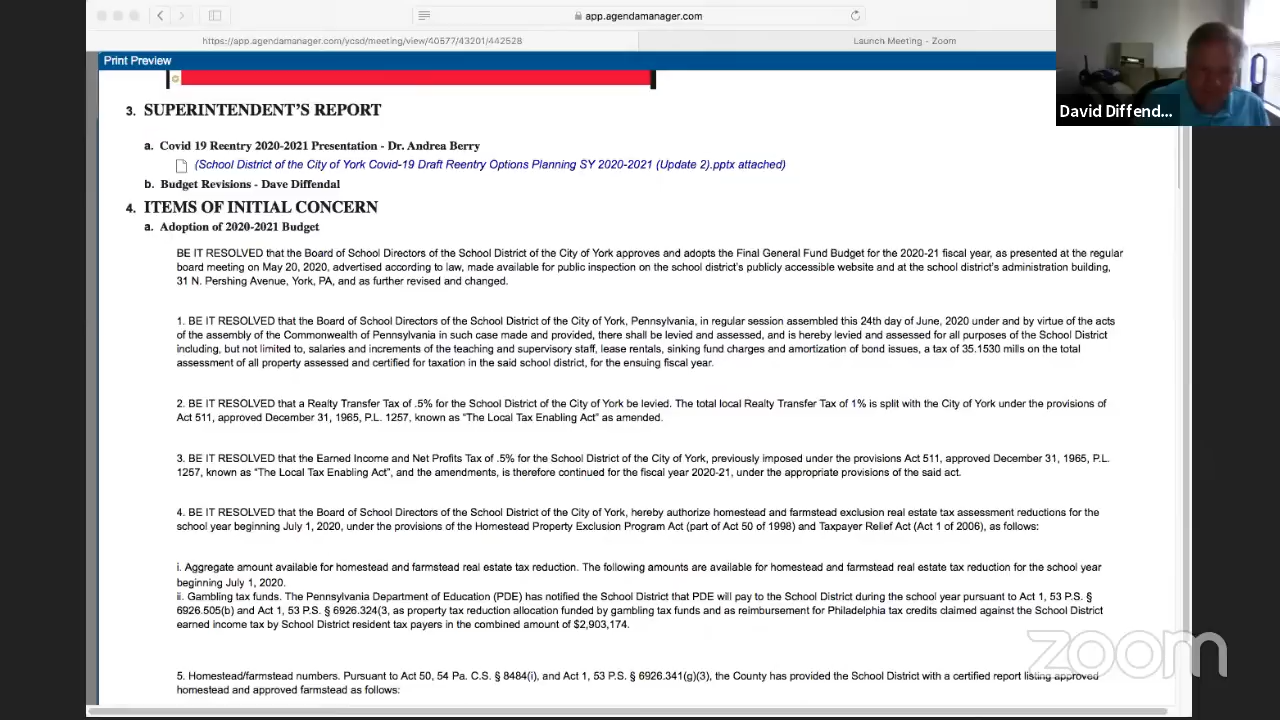 app.agendamanager.com
https://app.agendamanager.com/ycsd/meeting/view/40577/43201/442528
Launch Meeting - Zoom
Print Preview
David Diffend...
3. SUPERINTENDENT'S REPORT
a. Covid 19 Reentry 2020-2021 Presentation - Dr. Andrea Berry
(School District of the City of York Covid-19 Draft Reentry Options Planning SY 2020-2021 (Update 2).pptx attached)
b. Budget Revisions - Dave Diffendal
4. ITEMS OF INITIAL CONCERN
a. Adoption of 2020-2021 Budget
BE IT RESOLVED that the Board of School Directors of the School District of the City of York approves and adopts the Final General Fund Budget for the 2020-21 fiscal year, as presented at the regular
board meeting on May 20, 2020, advertised according to law, made available for public inspection on the school district's publicly accessible website and at the school district's administration building,
31 N. Pershing Avenue, York, PA, and as further revised and changed.
1. BE IT RESOLVED that the Board of School Directors of the School District of the City of York, Pennsylvania, in regular session assembled this 24th day of June, 2020 under and by virtue of the acts
of the assembly of the Commonwealth of Pennsylvania in such case made and provided, there shall be levied and assessed, and is hereby levied and assessed for all purposes of the School District
including, but not limited to, salaries and increments of the teaching and supervisory staff, lease rentals, sinking fund charges and amortization of bond issues, a tax of 35.1530 mills on the total
assessment of all property assessed and certified for taxation in the said school district, for the ensuing fiscal year.
2. BE IT RESOLVED that a Realty Transfer Tax of .5% for the School District of the City of York be levied. The total local Realty Transfer Tax of 1% is split with the City of York under the provisions of
Act 511, approved December 31, 1965, P.L. 1257, known as "The Local Tax Enabling Act" as amended.
3. BE IT RESOLVED that the Earned Income and Net Profits Tax of .5% for the School District of the City of York, previously imposed under the provisions Act 511, approved December 31, 1965, P.L.
1257, known as "The Local Tax Enabling Act", and the amendments, is therefore continued for the fiscal year 2020-21, under the appropriate provisions of the said act.
4. BE IT RESOLVED that the Board of School Directors of the School District of the City of York, hereby authorize homestead and farmstead exclusion real estate tax assessment reductions for the
school year beginning July 1, 2020, under the provisions of the Homestead Property Exclusion Program Act (part of Act 50 of 1998) and Taxpayer Relief Act (Act 1 of 2006), as follows:
i. Aggregate amount available for homestead and farmstead real estate tax reduction. The following amounts are available for homestead and farmstead real estate tax reduction for the school year
beginning July 1, 2020.
ii. Gambling tax funds. The Pennsylvania Department of Education (PDE) has notified the School District that PDE will pay to the School District during the school year pursuant to Act 1, 53 P.S. §
6926.505(b) and Act 1, 53 P.S. § 6926.324(3, as property tax reduction allocation funded by gambling tax funds and as reimbursement for Philadelphia tax credits claimed against the School District
earned income tax by School District resident tax payers in the combined amount of $2,903,174.
5. Homestead/farmstead numbers. Pursuant to Act 50, 54 Pa. C.S. § 8484(i), and Act 1, 53 P.S. § 6926.341(g)(3), the County has provided the School District with a certified report listing approved
homestead and approved farmstead as follows:
zoom